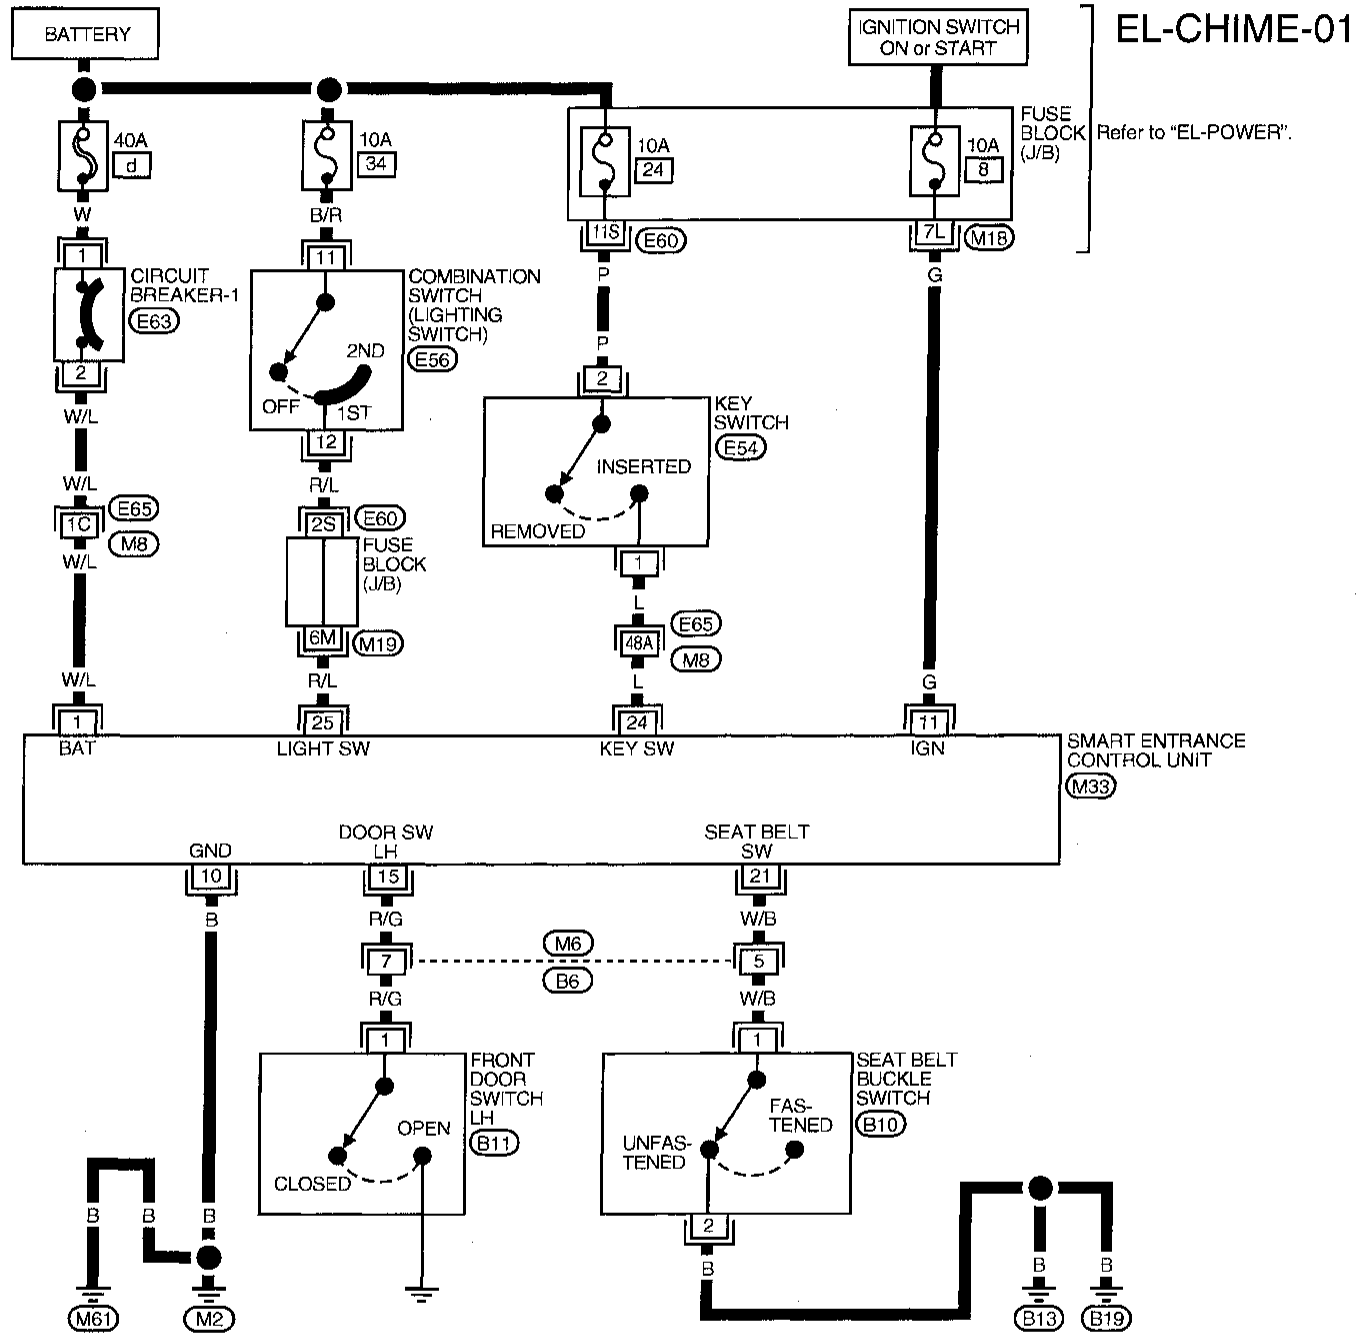 BATTERY
IGNITION SWITCH
ON or START
EL-CHIME-01
40A
d
10A
34
10A
24
10A
8
FUSE
BLOCK
(J/B)
Refer to "EL-POWER".
W
B/R
11S
E60
7L
M18
1
11
P
G
CIRCUIT
BREAKER-1
E63
COMBINATION
SWITCH
(LIGHTING
SWITCH)
E56
2ND
OFF
1ST
P
2
2
W/L
12
KEY
SWITCH
E54
INSERTED
REMOVED
W/L
R/L
1C
E65
M8
2S
E60
FUSE
BLOCK
(J/B)
W/L
1
L
6M
M19
48A
E65
M8
W/L
R/L
L
G
1
25
24
11
BAT
LIGHT SW
KEY SW
IGN
SMART ENTRANCE
CONTROL UNIT
M33
GND
DOOR SW
LH
SEAT BELT
SW
10
15
21
B
R/G
W/B
7
M6
B6
5
R/G
W/B
1
1
FRONT
DOOR
SWITCH
LH
B11
OPEN
CLOSED
SEAT BELT
BUCKLE
SWITCH
B10
FAS-
TENED
UNFAS-
TENED
B
B
B
2
B
B
B
M61
M2
B13
B19